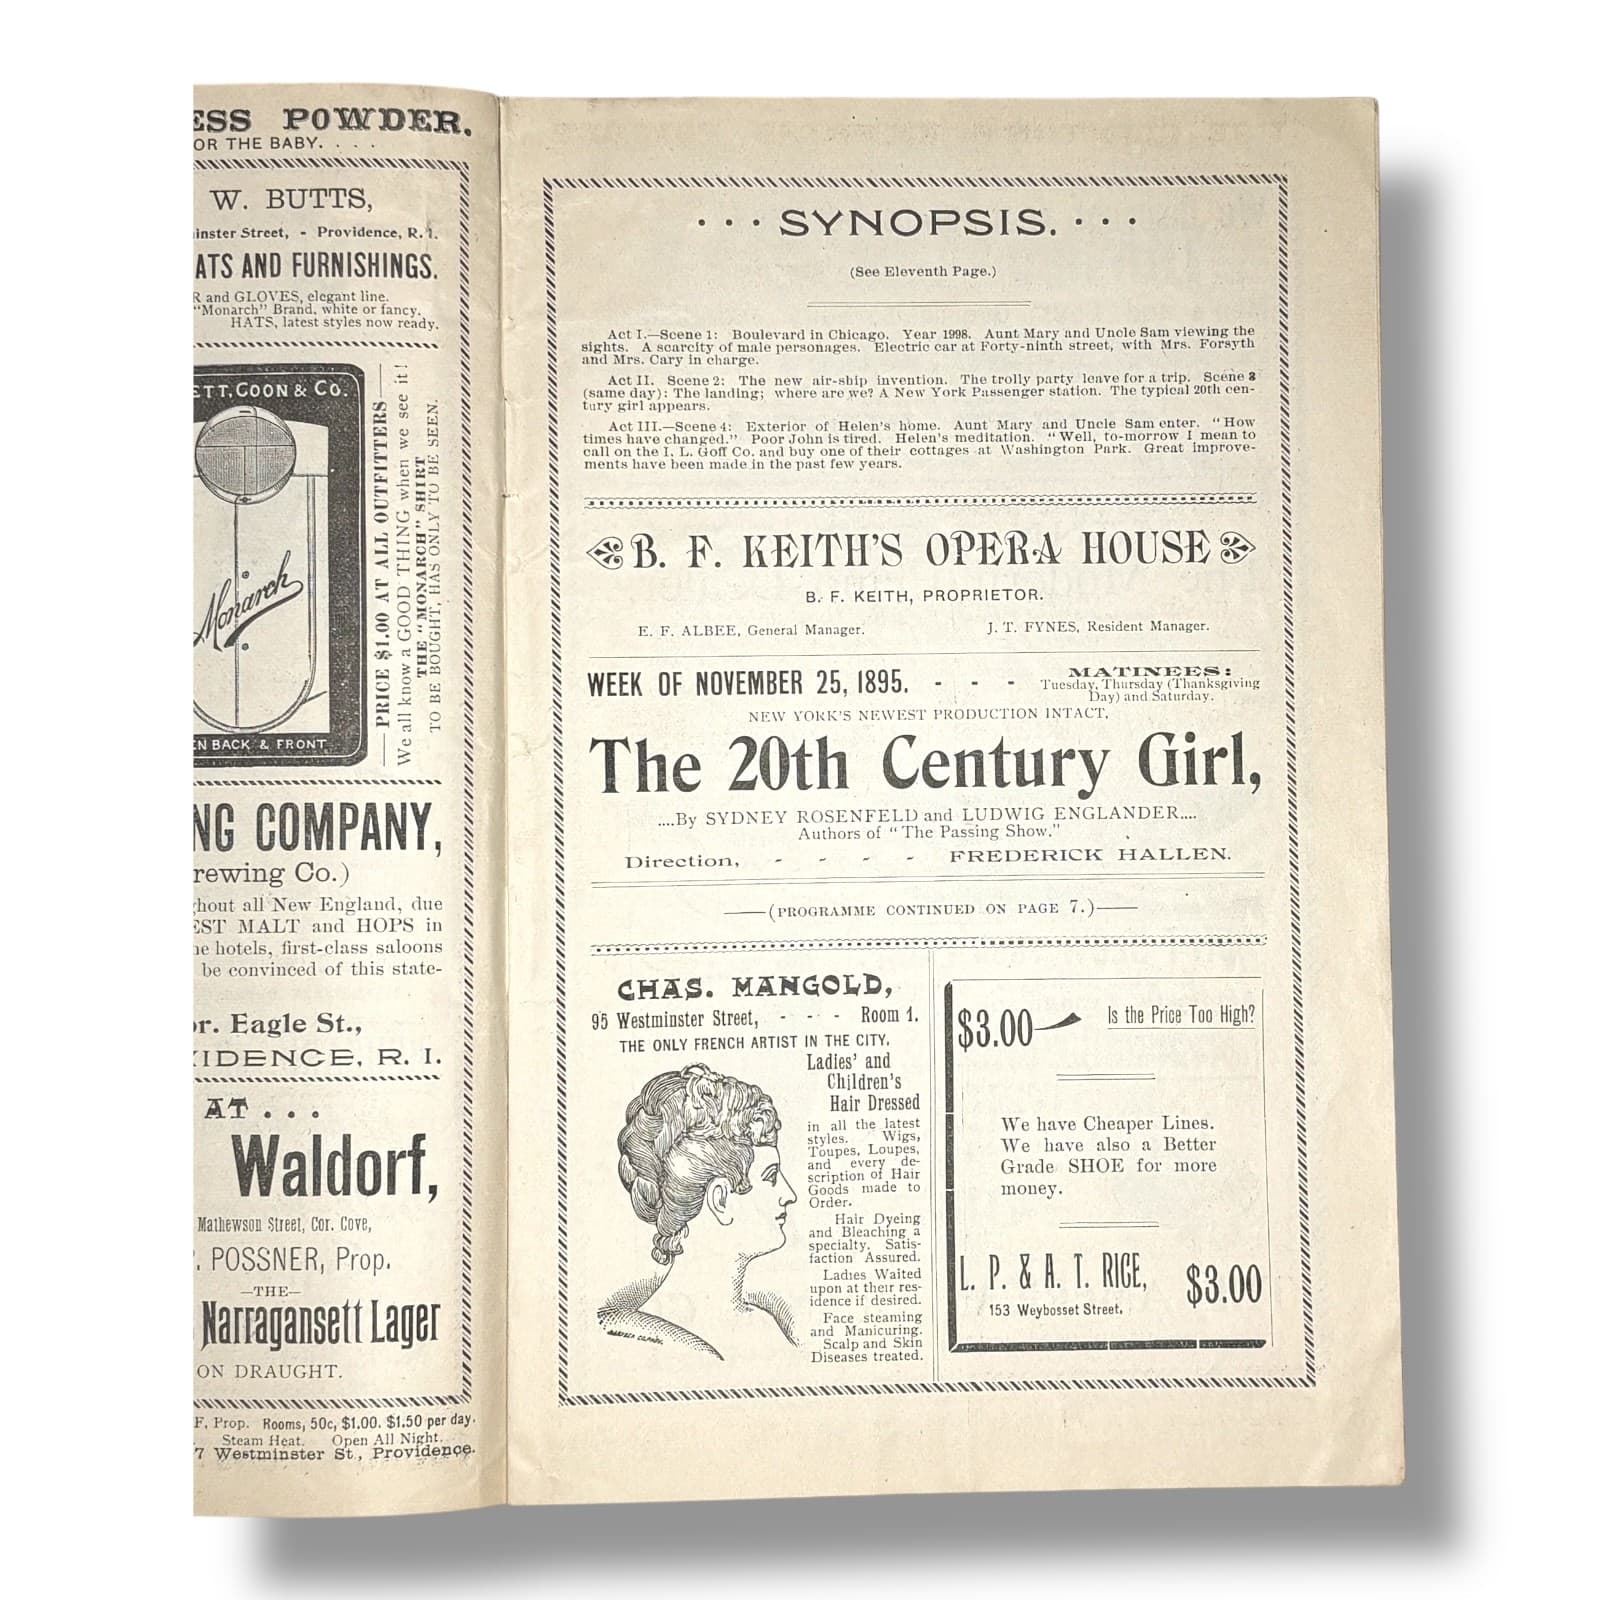 ESS POWDER.
OR THE BABY. . . .
W. BUTTS,
inster Street, - Providence, R. I.
ATS AND FURNISHINGS.
R and GLOVES, elegant line.
"Monarch" Brand, white or fancy.
HATS, latest styles now ready.
ETT, COON & CO.
Monarch
EN BACK & FRONT
PRICE $1.00 AT ALL OUTFITTERS
We all know a GOOD THING when we see it!
THE "MONARCH" SHIRT
TO BE BOUGHT, HAS ONLY TO BE SEEN.
NG COMPANY,
rewing Co.)
ghout all New England, due
EST MALT and HOPS in
ne hotels, first-class saloons
be convinced of this state-
or. Eagle St.,
IDENCE, R. I.
AT . . .
Waldorf,
Mathewson Street, Cor. Cove,
. POSSNER, Prop.
—THE—
Narragansett Lager
ON DRAUGHT.
F. Prop. Rooms, 50c, $1.00. $1.50 per day.
Steam Heat. Open All Night.
7 Westminster St., Providence.
. . . SYNOPSIS. . . .
(See Eleventh Page.)
Act I.—Scene 1: Boulevard in Chicago. Year 1998. Aunt Mary and Uncle Sam viewing the
sights. A scarcity of male personages. Electric car at Forty-ninth street, with Mrs. Forsyth
and Mrs. Cary in charge.
Act II. Scene 2: The new air-ship invention. The trolly party leave for a trip. Scene 3
(same day): The landing; where are we? A New York Passenger station. The typical 20th cen-
tury girl appears.
Act III.—Scene 4: Exterior of Helen's home. Aunt Mary and Uncle Sam enter. "How
times have changed." Poor John is tired. Helen's meditation. "Well, to-morrow I mean to
call on the I. L. Goff Co. and buy one of their cottages at Washington Park. Great improve-
ments have been made in the past few years.
B. F. KEITH'S OPERA HOUSE
B. F. KEITH, PROPRIETOR.
E. F. ALBEE, General Manager. J. T. FYNES, Resident Manager.
WEEK OF NOVEMBER 25, 1895. - - - MATINEES:
Tuesday, Thursday (Thanksgiving
Day) and Saturday.
NEW YORK'S NEWEST PRODUCTION INTACT.
The 20th Century Girl,
....By SYDNEY ROSENFELD and LUDWIG ENGLANDER....
Authors of "The Passing Show."
Direction, - - - - FREDERICK HALLEN.
——(PROGRAMME CONTINUED ON PAGE 7.)——
CHAS. MANGOLD,
95 Westminster Street, - - - Room 1.
THE ONLY FRENCH ARTIST IN THE CITY.
Ladies' and
Children's
Hair Dressed
in all the latest
styles. Wigs,
Toupes, Loupes,
and every de-
scription of Hair
Goods made to
Order.
Hair Dyeing
and Bleaching a
specialty. Satis-
faction Assured.
Ladies Waited
upon at their res-
idence if desired.
Face steaming
and Manicuring.
Scalp and Skin
Diseases treated.
$3.00 Is the Price Too High?
We have Cheaper Lines.
We have also a Better
Grade SHOE for more
money.
L. P. & A. T. RICE,
153 Weybosset Street.
$3.00